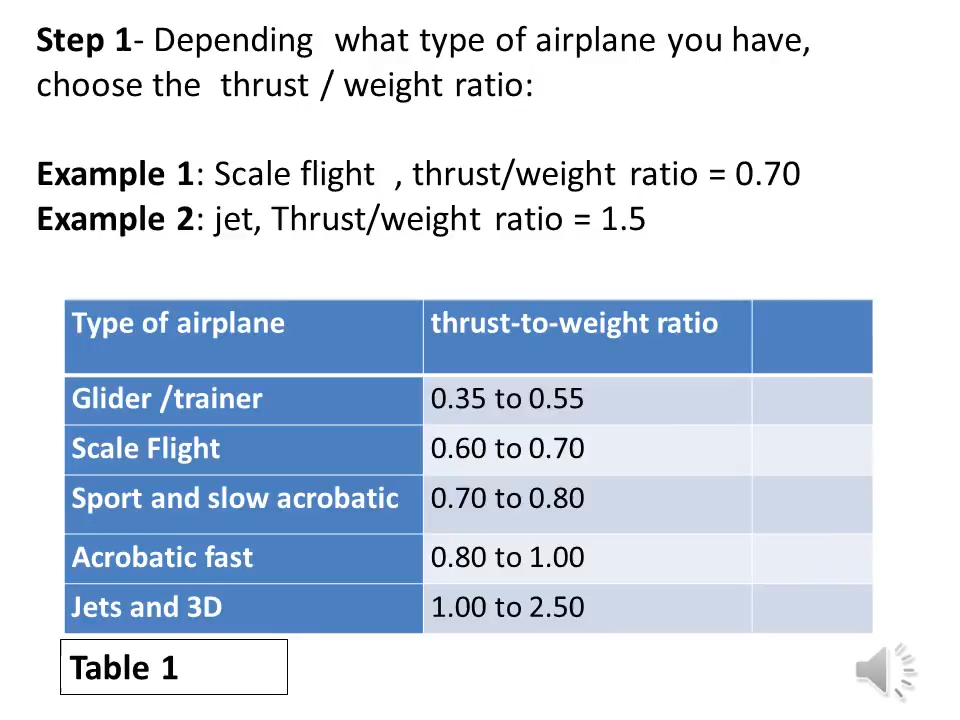 Step 1- Depending  what type of airplane you have,
choose the  thrust / weight ratio:
Example 1: Scale flight  , thrust/weight ratio = 0.70
Example 2: jet, Thrust/weight ratio = 1.5
Type of airplane thrust-to-weight ratio
Glider /trainer 0.35 to 0.55
Scale Flight 0.60 to 0.70
Sport and slow acrobatic 0.70 to 0.80
Acrobatic fast 0.80 to 1.00
Jets and 3D 1.00 to 2.50
Table 1